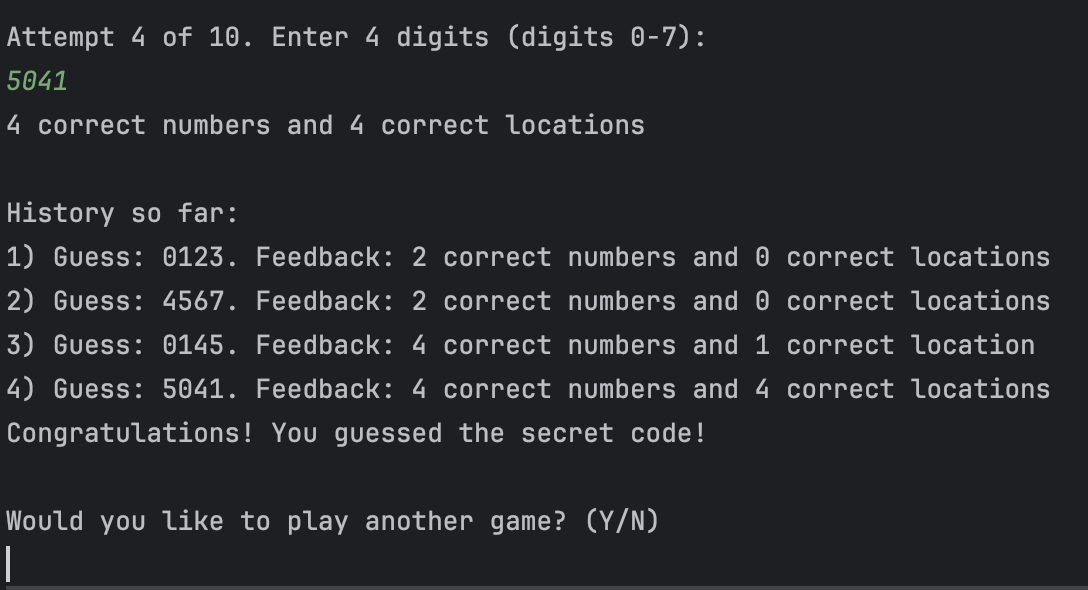 Attempt 4 of 10. Enter 4 digits (digits 0-7):
5041
4 correct numbers and 4 correct locations
History so far:
1) Guess: 0123. Feedback: 2 correct numbers and 0 correct locations
2) Guess: 4567. Feedback: 2 correct numbers and 0 correct locations
3) Guess: 0145. Feedback: 4 correct numbers and 1 correct location
4) Guess: 5041. Feedback: 4 correct numbers and 4 correct locations
Congratulations! You guessed the secret code!
Would you like to play another game? (Y/N)